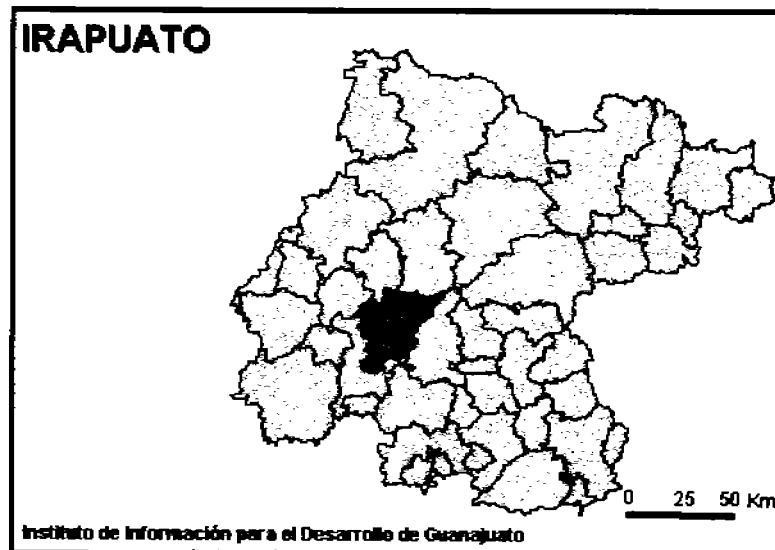 IRAPUATO
0 25 50 Km
Instituto de Información para el Desarrollo de Guanajuato